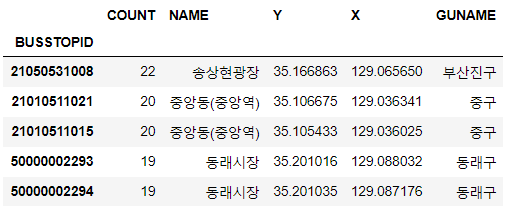 COUNT NAME Y X GUNAME
BUSSTOPID
21050531008 22 송상현광장 35.166863 129.065650 부산진구
21010511021 20 중앙동(중앙역) 35.106675 129.036341 중구
21010511015 20 중앙동(중앙역) 35.105433 129.036025 중구
50000002293 19 동래시장 35.201016 129.088032 동래구
50000002294 19 동래시장 35.201035 129.087176 동래구